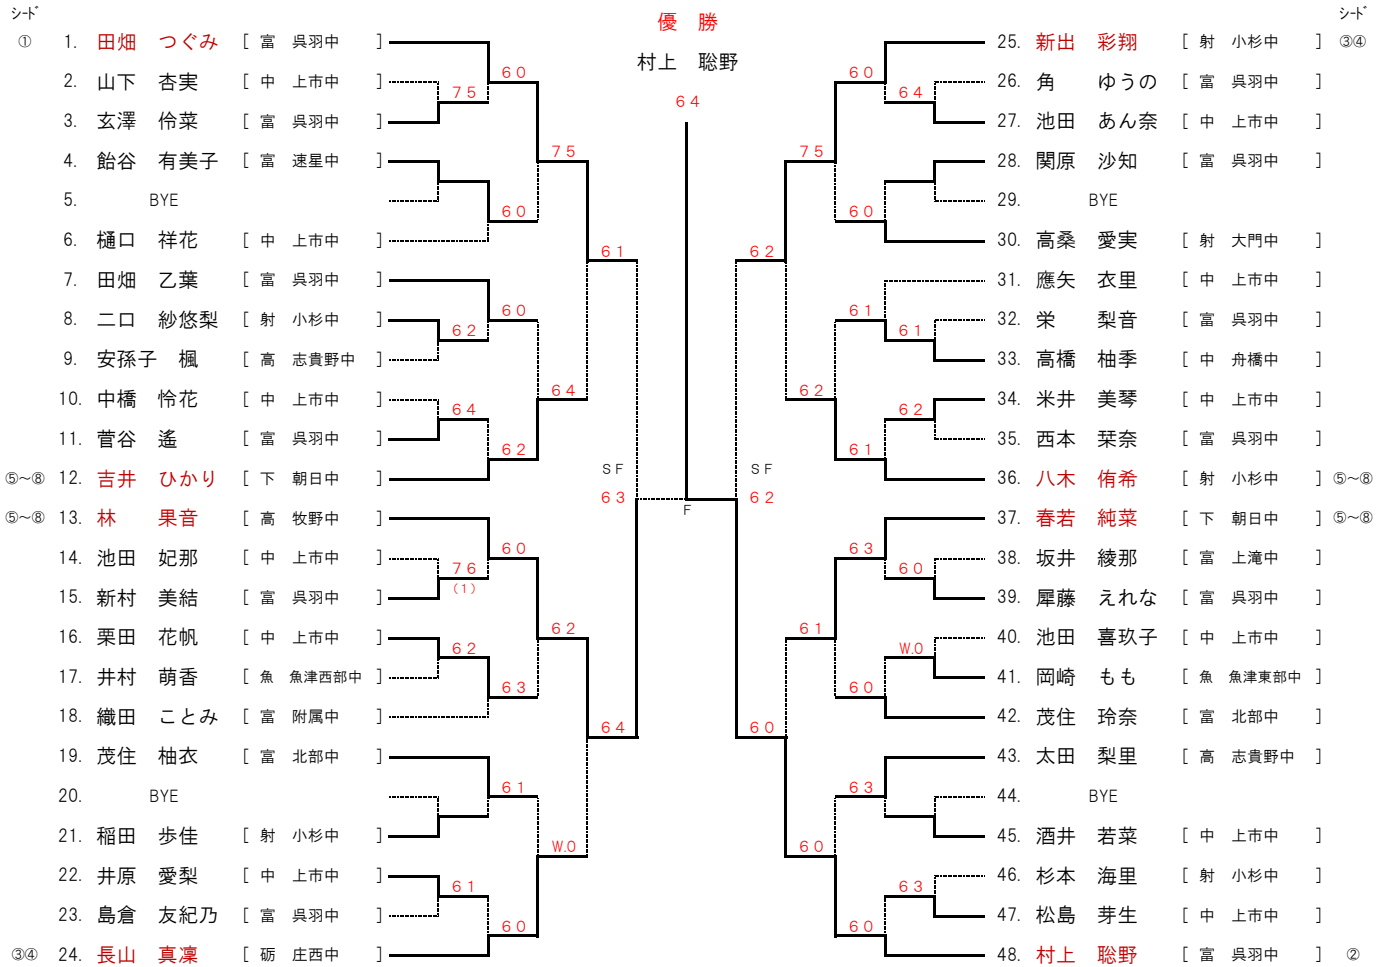 シード 優 勝 シード
① 1. 田畑 つぐみ [ 富 呉羽中 ] 25. 新出 彩翔 [ 射 小杉中 ] ③④
村上 聡野
60 60
2. 山下 杏実 [ 中 上市中 ] 26. 角 ゆうの [ 富 呉羽中 ]
75 64 64
3. 玄澤 伶菜 [ 富 呉羽中 ] 27. 池田 あん奈 [ 中 上市中 ]
75 75
4. 飴谷 有美子 [ 富 速星中 ] 28. 関原 沙知 [ 富 呉羽中 ]
5. BYE 29. BYE
60 60
6. 樋口 祥花 [ 中 上市中 ] 30. 高桑 愛実 [ 射 大門中 ]
61 62
7. 田畑 乙葉 [ 富 呉羽中 ] 31. 應矢 衣里 [ 中 上市中 ]
60 61
8. 二口 紗悠梨 [ 射 小杉中 ] 32. 栄 梨音 [ 富 呉羽中 ]
62 61
9. 安孫子 楓 [ 高 志貴野中 ] 33. 高橋 柚季 [ 中 舟橋中 ]
64 62
10. 中橋 怜花 [ 中 上市中 ] 34. 米井 美琴 [ 中 上市中 ]
64 62
11. 菅谷 遙 [ 富 呉羽中 ] 35. 西本 栞奈 [ 富 呉羽中 ]
62 61
SF SF
⑤～⑧ 12. 吉井 ひかり [ 下 朝日中 ] 36. 八木 侑希 [ 射 小杉中 ] ⑤～⑧
63 62
F
⑤～⑧ 13. 林 果音 [ 高 牧野中 ] 37. 春若 純菜 [ 下 朝日中 ] ⑤～⑧
60 63
14. 池田 妃那 [ 中 上市中 ] 38. 坂井 綾那 [ 富 上滝中 ]
76 60
(1)
15. 新村 美結 [ 富 呉羽中 ] 39. 犀藤 えれな [ 富 呉羽中 ]
62 61
16. 栗田 花帆 [ 中 上市中 ] 40. 池田 喜玖子 [ 中 上市中 ]
62 W.O
17. 井村 萌香 [ 魚 魚津西部中 ] 41. 岡崎 もも [ 魚 魚津東部中 ]
63 60
18. 織田 ことみ [ 富 附属中 ] 42. 茂住 玲奈 [ 富 北部中 ]
64 60
19. 茂住 柚衣 [ 富 北部中 ] 43. 太田 梨里 [ 高 志貴野中 ]
61 63
20. BYE 44. BYE
21. 稲田 歩佳 [ 射 小杉中 ] 45. 酒井 若菜 [ 中 上市中 ]
W.O 60
22. 井原 愛梨 [ 中 上市中 ] 46. 杉本 海里 [ 射 小杉中 ]
61 63
23. 島倉 友紀乃 [ 富 呉羽中 ] 47. 松島 芽生 [ 中 上市中 ]
60 60
③④ 24. 長山 真凜 [ 砺 庄西中 ] 48. 村上 聡野 [ 富 呉羽中 ] ②